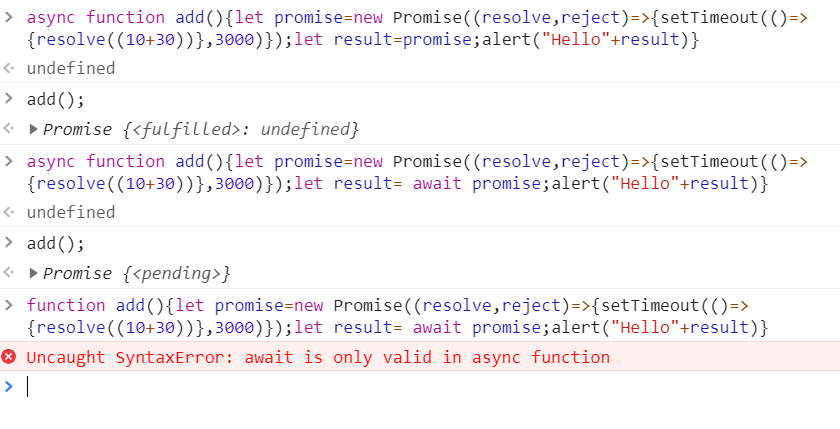 async function add(){let promise=new Promise((resolve,reject)=>{setTimeout(()=>
{resolve((10+30))},3000)});let result=promise;alert("Hello"+result)}
undefined
add();
Promise {<fulfilled>: undefined}
async function add(){let promise=new Promise((resolve,reject)=>{setTimeout(()=>
{resolve((10+30))},3000)});let result= await promise;alert("Hello"+result)}
undefined
add();
Promise {<pending>}
function add(){let promise=new Promise((resolve,reject)=>{setTimeout(()=>
{resolve((10+30))},3000)});let result= await promise;alert("Hello"+result)}
Uncaught SyntaxError: await is only valid in async function